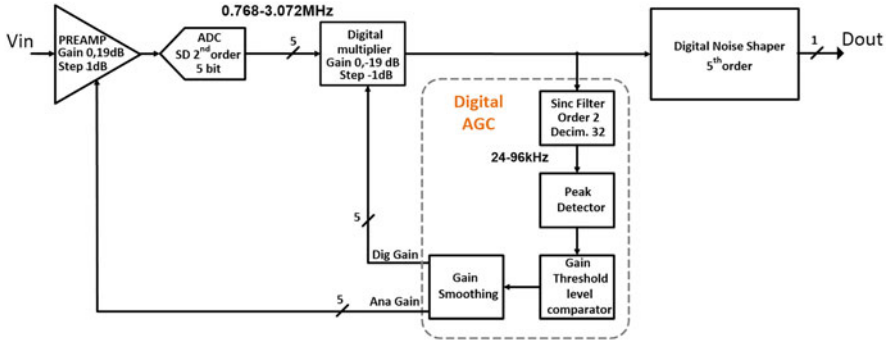 0.768-3.072MHz
Vin
PREAMP
Gain 0,19dB
Step 1dB
ADC
SD 2nd order
5 bit
5
Digital
multiplier
Gain 0,-19 dB
Step -1dB
Digital Noise Shaper
5th order
1
Dout
Digital
AGC
Sinc Filter
Order 2
Decim. 32
24-96kHz
Peak
Detector
5
Dig Gain
Gain
Smoothing
Gain
Threshold
level
comparator
5
Ana Gain